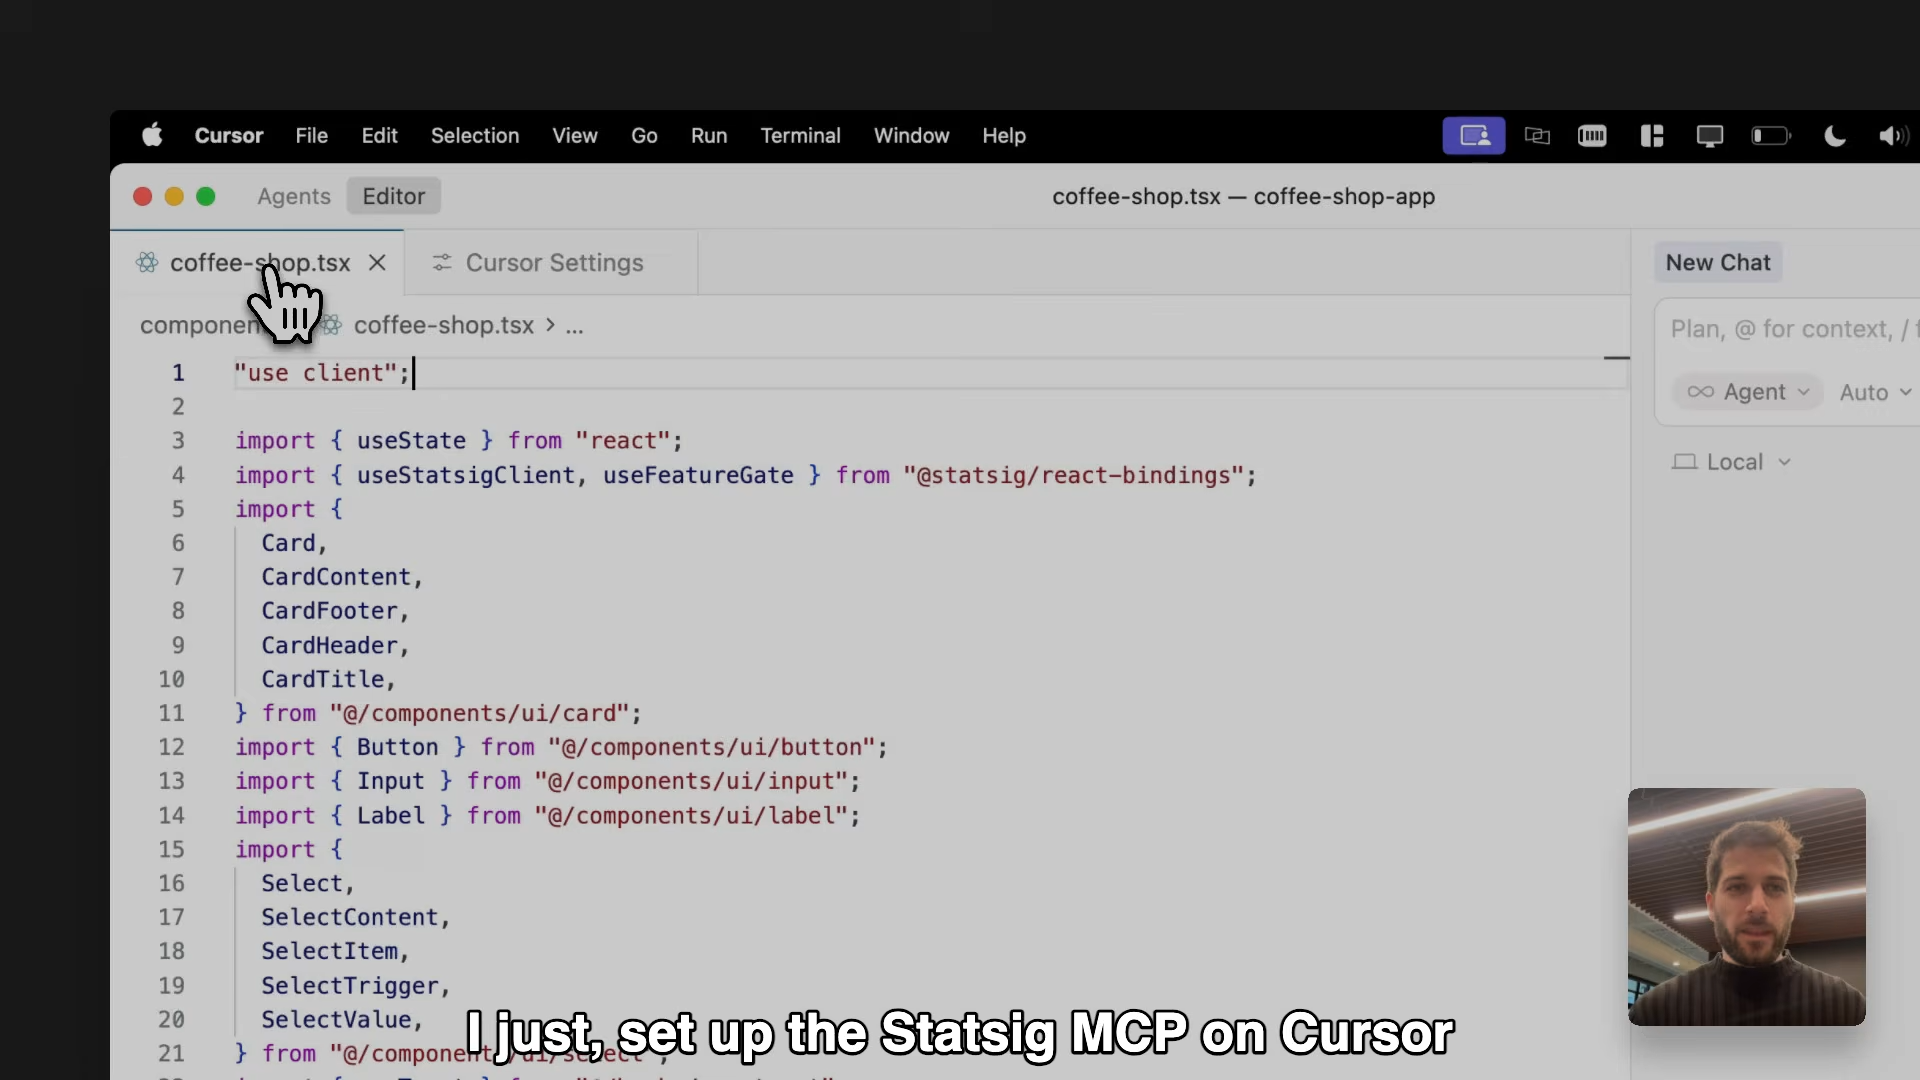 Cursor File Edit Selection View Go Run Terminal Window Help
Agents Editor coffee-shop.tsx — coffee-shop-app
coffee-shop.tsx Cursor Settings
coffee-shop.tsx > ...
1 "use client";
2
3 import { useState } from "react";
4 import { useStatsigClient, useFeatureGate } from "@statsig/react-bindings";
5 import {
6 Card,
7 CardContent,
8 CardFooter,
9 CardHeader,
10 CardTitle,
11 } from "@/components/ui/card";
12 import { Button } from "@/components/ui/button";
13 import { Input } from "@/components/ui/input";
14 import { Label } from "@/components/ui/label";
15 import {
16 Select,
17 SelectContent,
18 SelectItem,
19 SelectTrigger,
20 SelectValue,
21 } from "@/components/ui/select";
New Chat
Plan, @ for context, /
Agent Auto
Local
I just, set up the Statsig MCP on Cursor